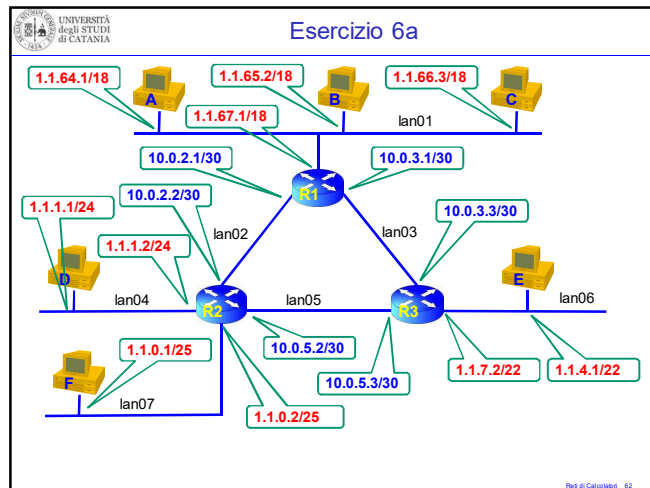 UNIVERSITÀ
degli STUDI
di CATANIA
Esercizio 6a
1.1.64.1/18
1.1.65.2/18
1.1.66.3/18
A
B
C
1.1.67.1/18
lan01
10.0.2.1/30
10.0.3.1/30
R1
10.0.2.2/30
1.1.1.1/24
10.0.3.3/30
lan02
lan03
1.1.1.2/24
D
E
lan04
R2
lan05
R3
lan06
10.0.5.2/30
1.1.0.1/25
F
10.0.5.3/30
1.1.7.2/22
1.1.4.1/22
lan07
1.1.0.2/25
Reti di Calcolatori 62